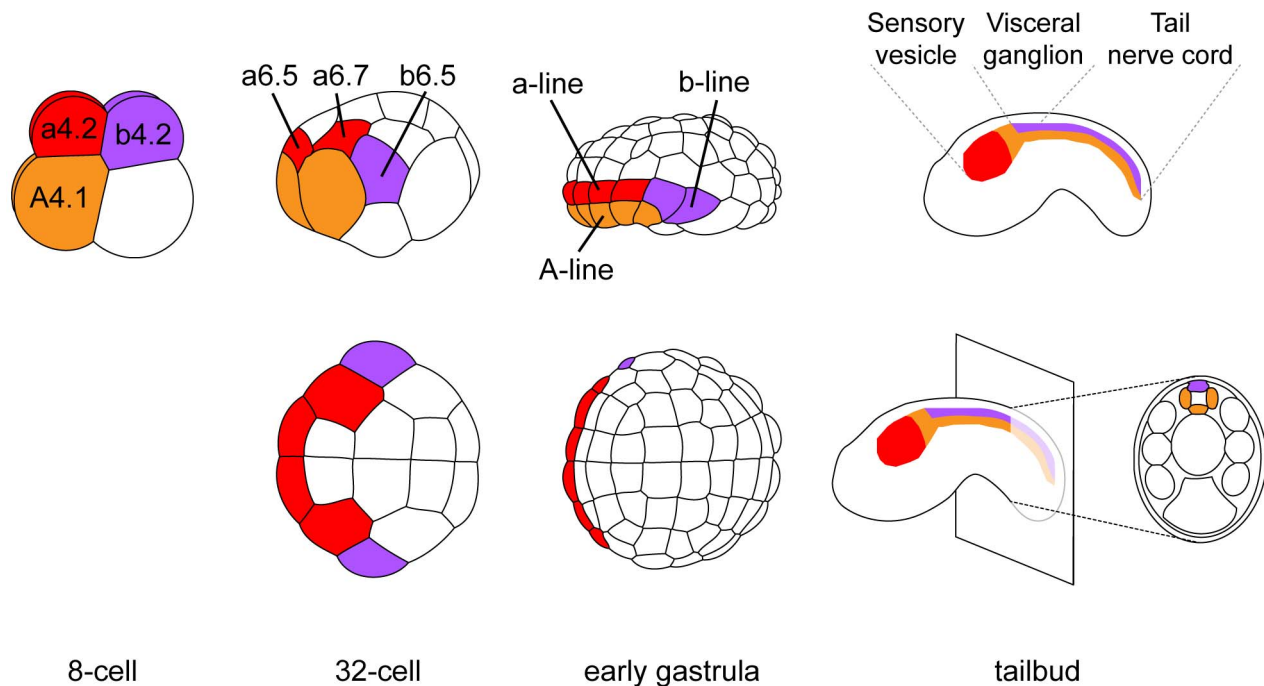 Sensory Visceral Tail
vesicle ganglion nerve cord
a6.5 a6.7 b6.5
a-line b-line
a4.2 b4.2
A4.1
A-line
8-cell 32-cell early gastrula tailbud